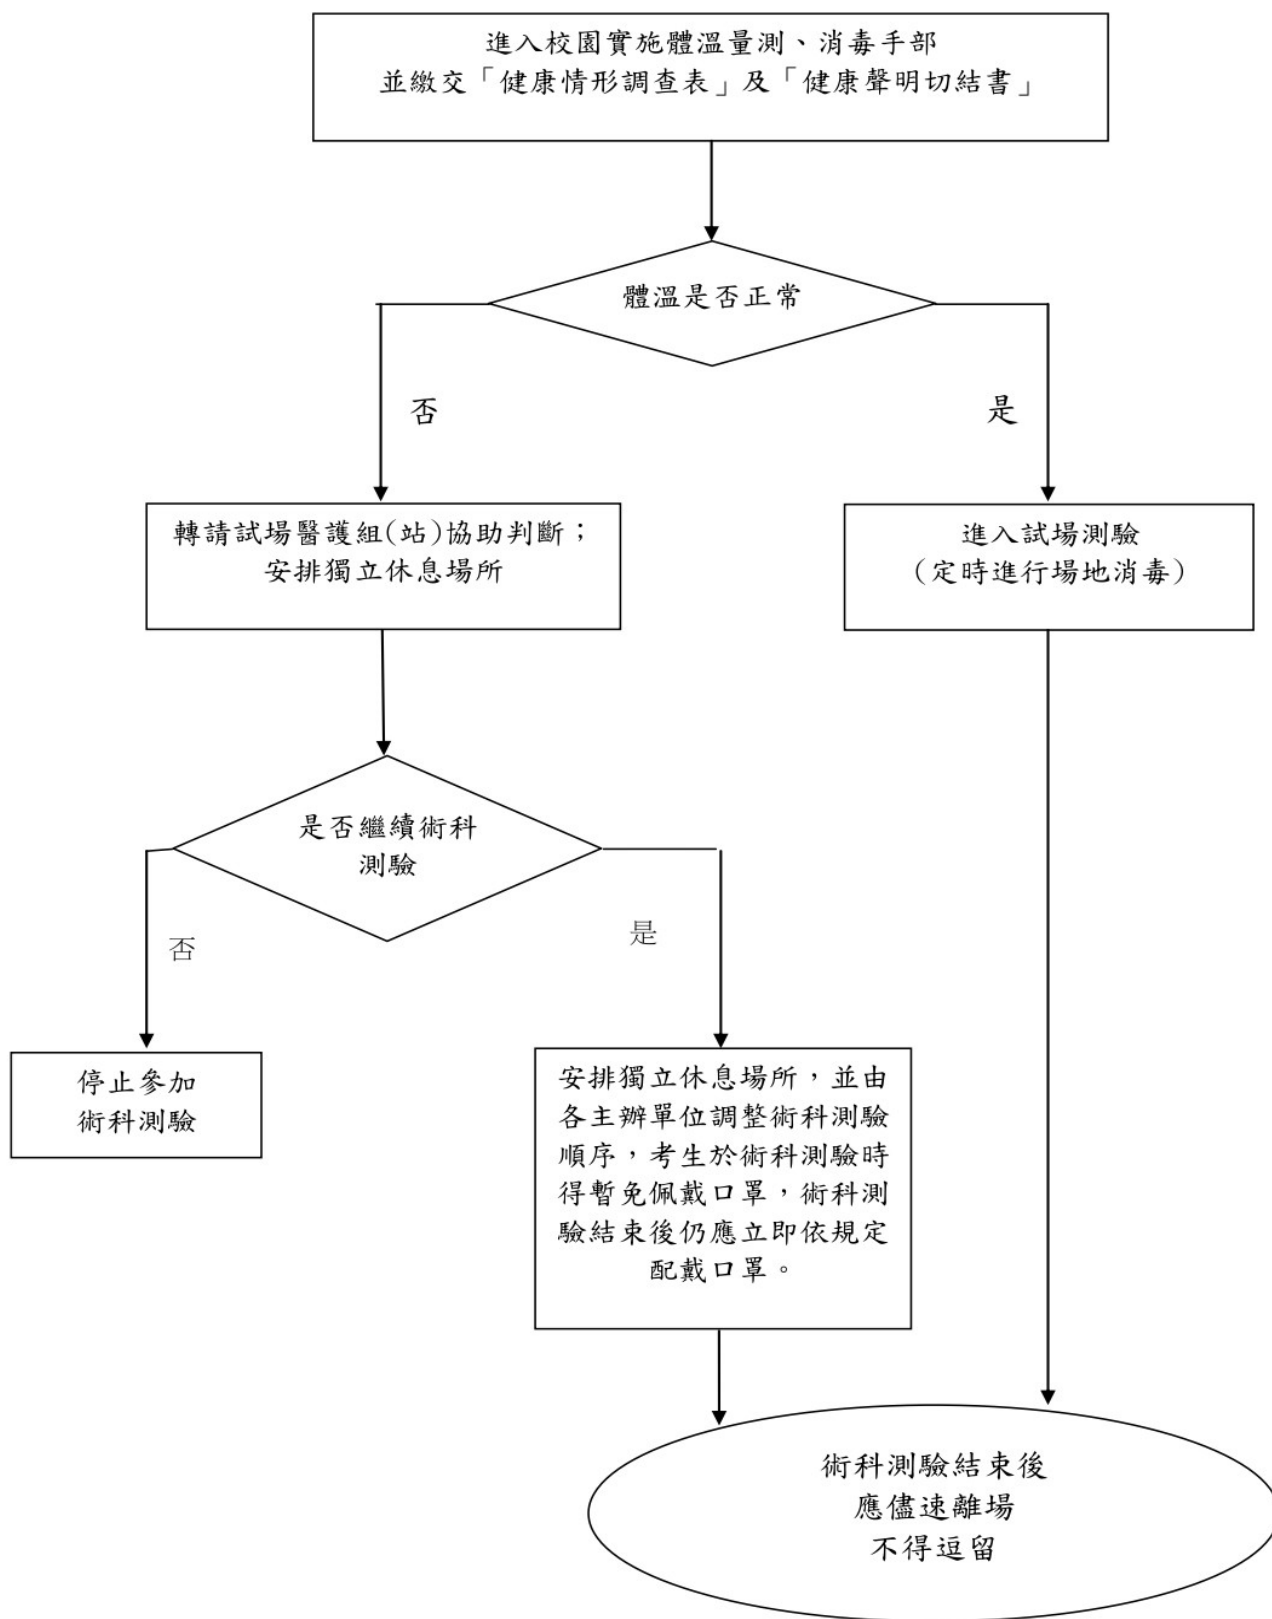 進入校園實施體溫量測、消毒手部
並繳交「健康情形調查表」及「健康聲明切結書」
體溫是否正常
否
是
轉請試場醫護組(站)協助判斷；
安排獨立休息場所
進入試場測驗
(定時進行場地消毒)
是否繼續術科
測驗
否
是
停止參加
術科測驗
安排獨立休息場所，並由
各主辦單位調整術科測驗
順序，考生於術科測驗時
得暫免佩戴口罩，術科測
驗結束後仍應立即依規定
配戴口罩。
術科測驗結束後
應儘速離場
不得逗留